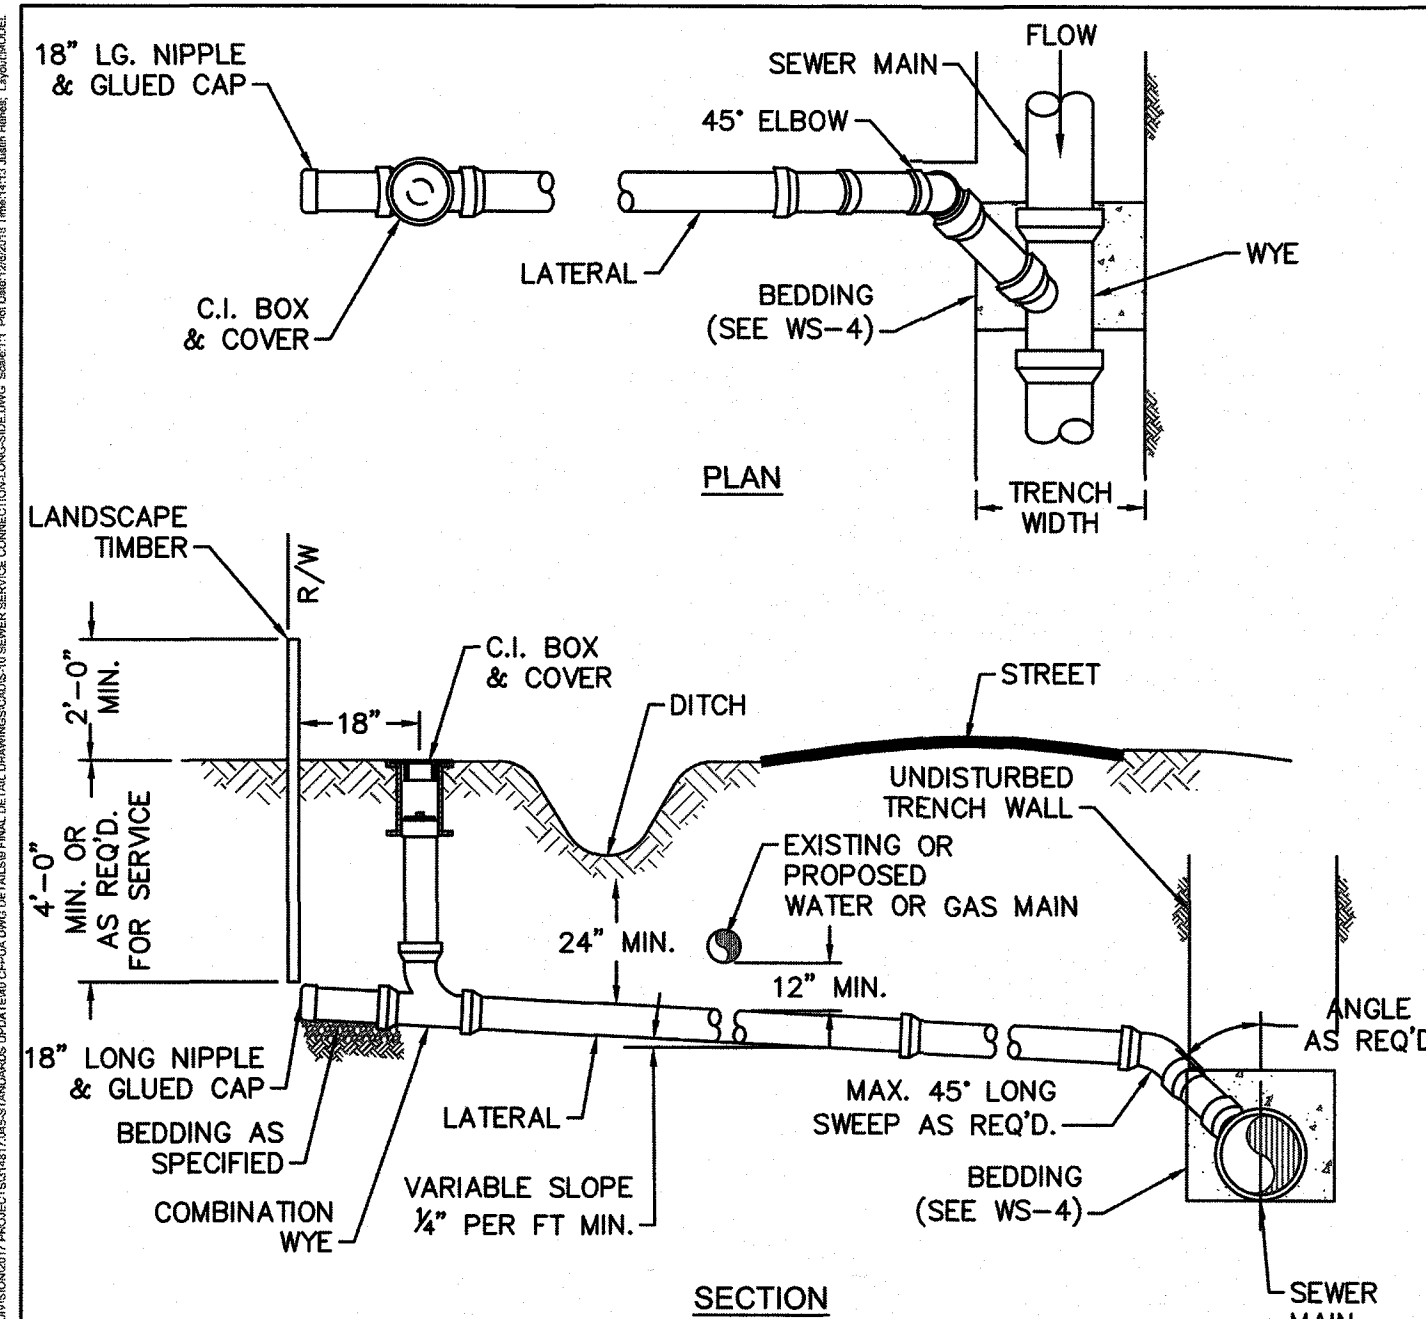 18" LG. NIPPLE
& GLUED CAP
FLOW
SEWER MAIN
45° ELBOW
LATERAL
WYE
BEDDING
(SEE WS-4)
C.I. BOX
& COVER
PLAN
TRENCH
WIDTH
LANDSCAPE
TIMBER
R/W
2'-0"
MIN.
18"
C.I. BOX
& COVER
DITCH
STREET
UNDISTURBED
TRENCH WALL
4'-0"
MIN. OR
AS REQ'D.
FOR SERVICE
EXISTING OR
PROPOSED
WATER OR GAS MAIN
24" MIN.
12" MIN.
ANGLE
AS REQ'D
18" LONG NIPPLE
& GLUED CAP
LATERAL
MAX. 45° LONG
SWEEP AS REQ'D.
BEDDING AS
SPECIFIED
COMBINATION
WYE
VARIABLE SLOPE
¼" PER FT MIN.
BEDDING
(SEE WS-4)
SECTION
SEWER
MAIN